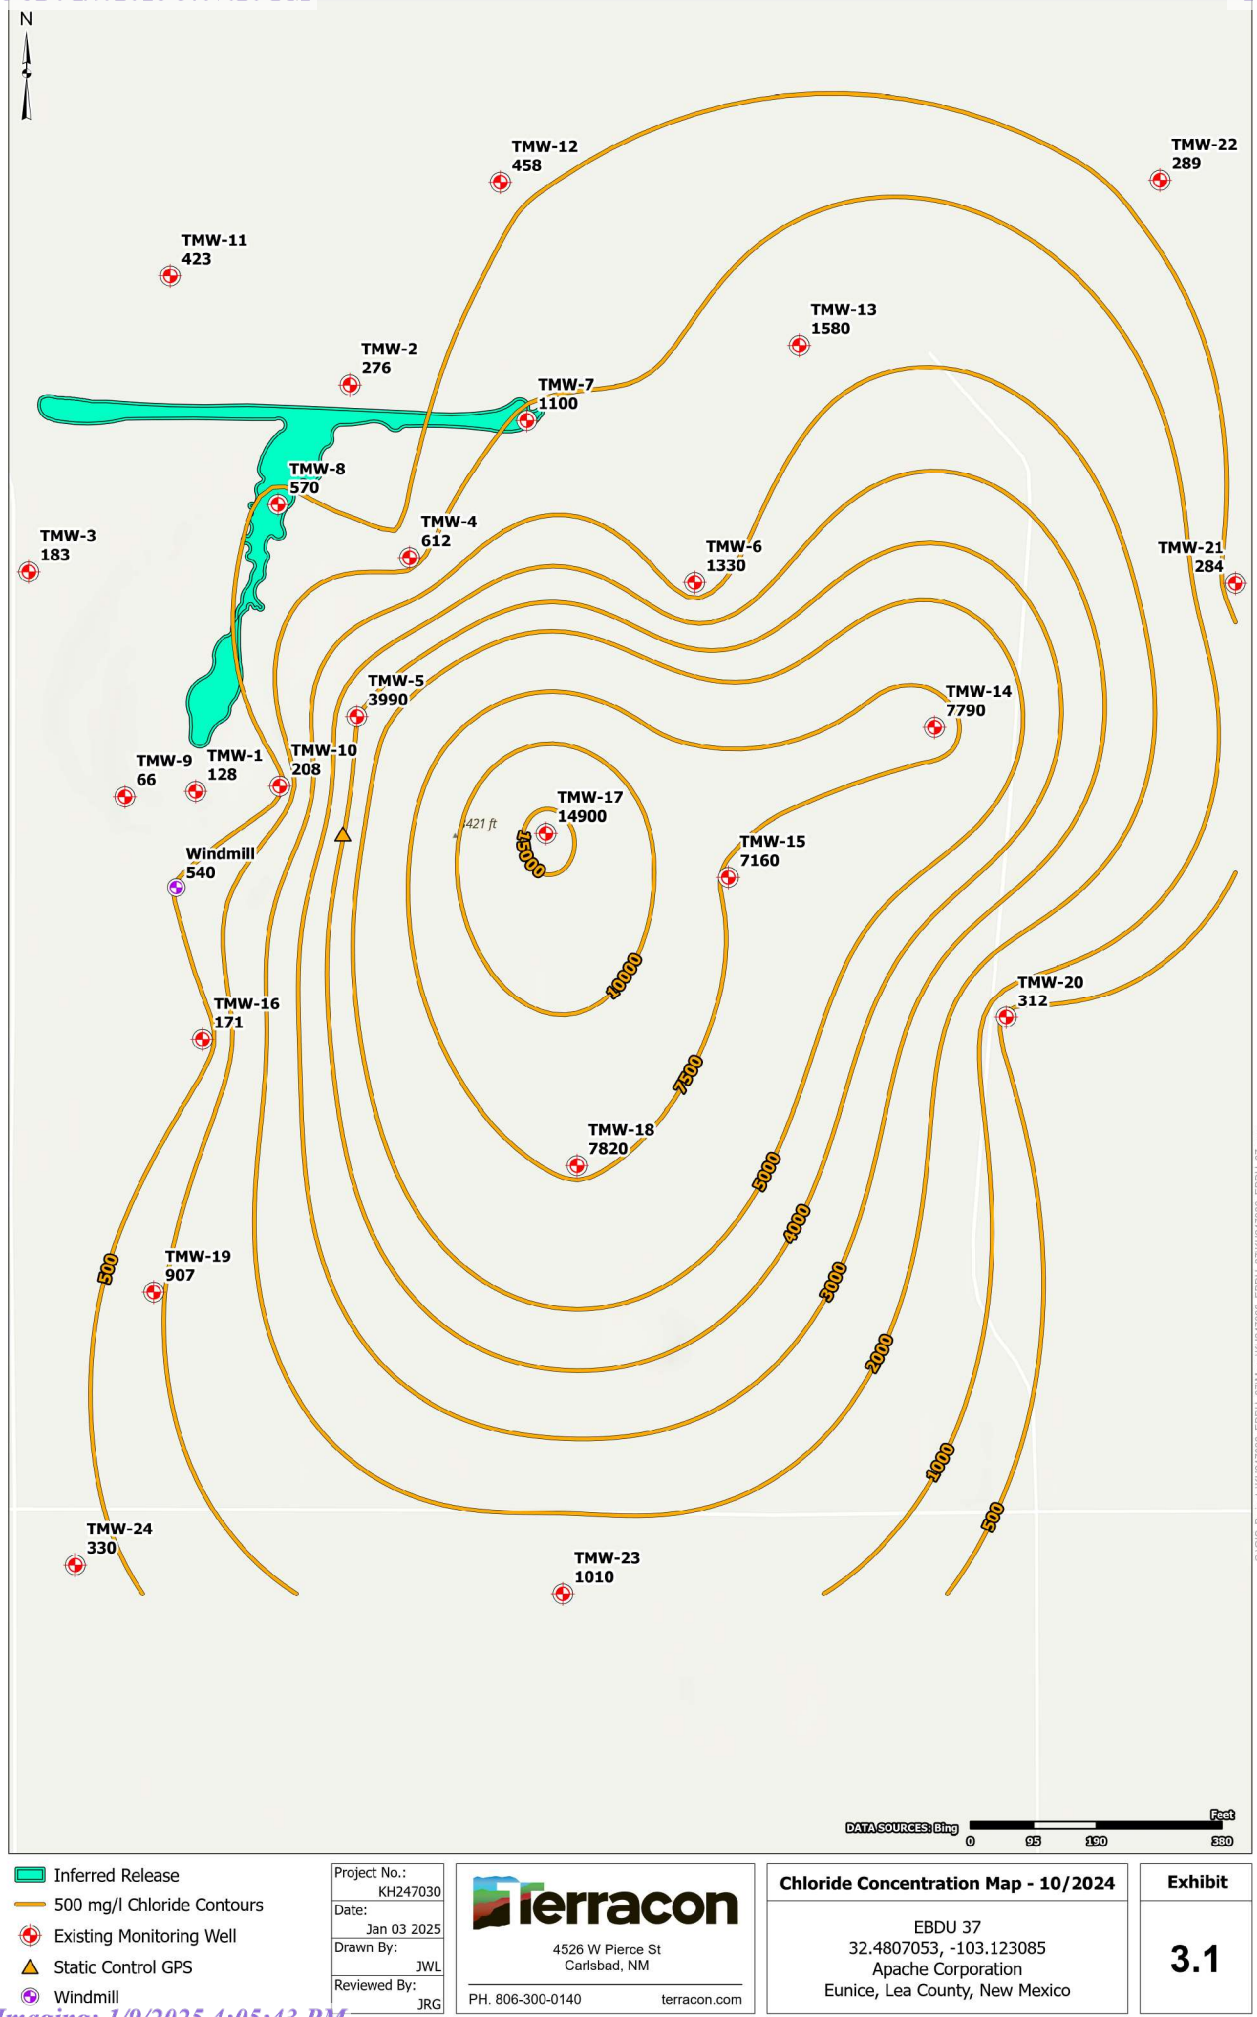 N
TMW-12
458
TMW-22
289
TMW-11
423
TMW-13
1580
TMW-2
276
TMW-7
1100
TMW-8
570
TMW-4
612
TMW-3
183
TMW-6
1330
TMW-21
284
TMW-5
3990
TMW-14
7790
TMW-10
208
TMW-1
128
TMW-9
66
TMW-17
14900
421 ft
15000
TMW-15
7160
Windmill
540
10000
TMW-20
312
TMW-16
171
7500
TMW-18
7820
5000
4000
TMW-19
907
500
3000
2000
1000
500
TMW-24
330
TMW-23
1010
DATA SOURCES: Bing
Feet
0 95 190 380
Inferred Release
500 mg/l Chloride Contours
Existing Monitoring Well
Static Control GPS
Windmill
Project No.:
KH247030
Date:
Jan 03 2025
Drawn By:
JWL
Reviewed By:
JRG
Terracon
4526 W Pierce St
Carlsbad, NM
PH. 806-300-0140 terracon.com
Chloride Concentration Map - 10/2024
EBDU 37
32.4807053, -103.123085
Apache Corporation
Eunice, Lea County, New Mexico
Exhibit
3.1
Imaging: 1/9/2025 4:05:43 PM